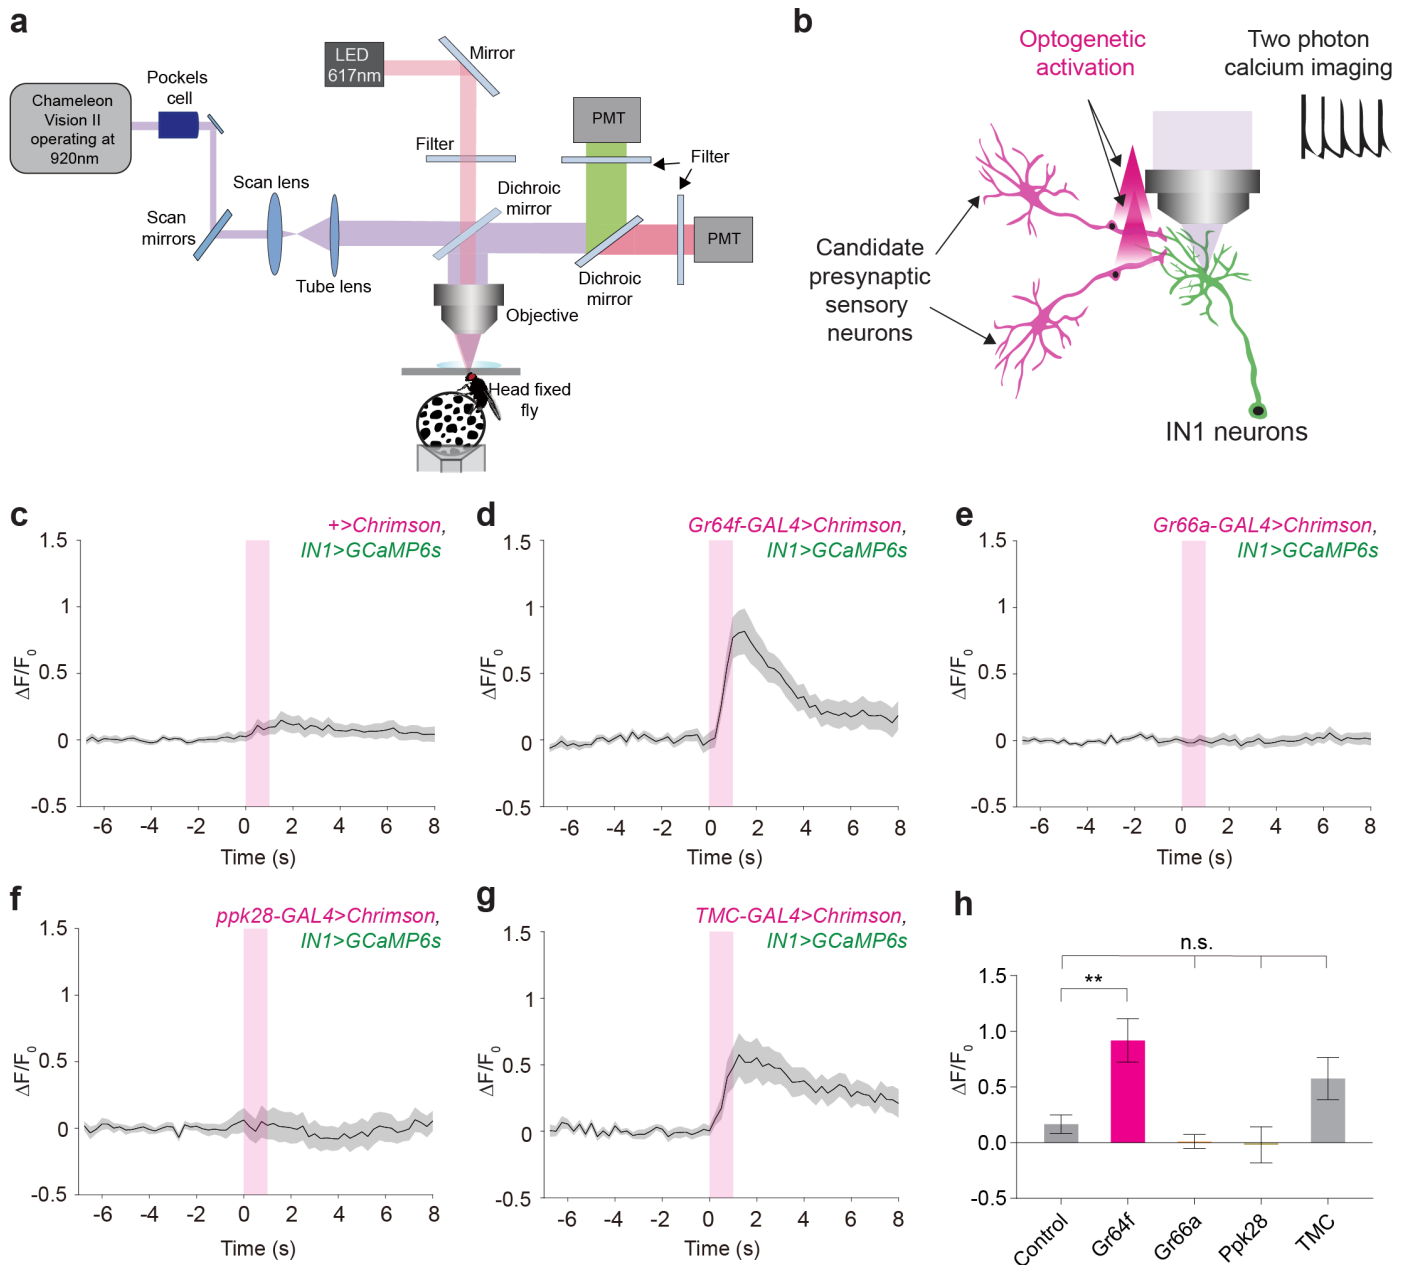 a
LED
617nm
Mirror
Chameleon
Vision II
operating at
920nm
Pockels
cell
PMT
Filter
Filter
Scan lens
Dichroic
mirror
Scan
mirrors
PMT
Tube lens
Dichroic
mirror
Objective
Head fixed
fly
b
Optogenetic
activation
Two photon
calcium imaging
Candidate
presynaptic
sensory
neurons
IN1 neurons
c
+>Chrimson,
IN1>GCaMP6s
1.5
1
0.5
0
-0.5
ΔF/F0
-6 -4 -2 0 2 4 6 8
Time (s)
d
Gr64f-GAL4>Chrimson,
IN1>GCaMP6s
1.5
1
0.5
0
-0.5
ΔF/F0
-6 -4 -2 0 2 4 6 8
Time (s)
e
Gr66a-GAL4>Chrimson,
IN1>GCaMP6s
1.5
1
0.5
0
-0.5
ΔF/F0
-6 -4 -2 0 2 4 6 8
Time (s)
f
ppk28-GAL4>Chrimson,
IN1>GCaMP6s
1.5
1
0.5
0
-0.5
ΔF/F0
-6 -4 -2 0 2 4 6 8
Time (s)
g
TMC-GAL4>Chrimson,
IN1>GCaMP6s
1.5
1
0.5
0
-0.5
ΔF/F0
-6 -4 -2 0 2 4 6 8
Time (s)
h
n.s.
**
1.5
1.0
0.5
0.0
-0.5
ΔF/F0
Control Gr64f Gr66a Ppk28 TMC